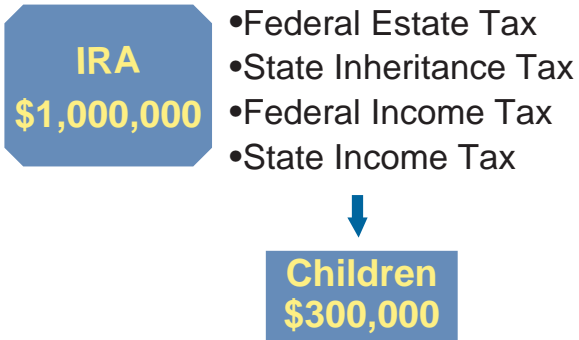 IRA
$1,000,000
•Federal Estate Tax
•State Inheritance Tax
•Federal Income Tax
•State Income Tax
Children
$300,000